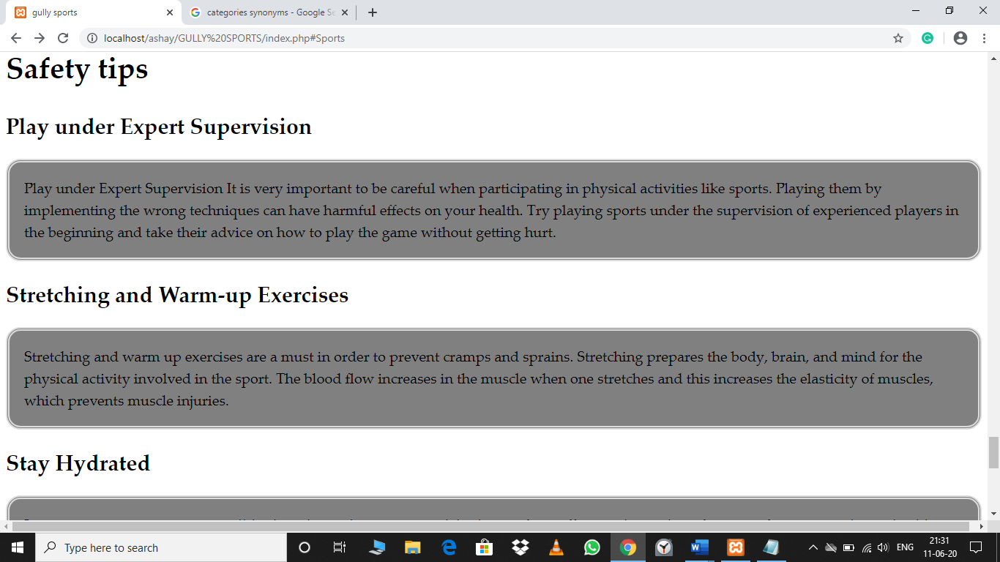 gully sports
categories synonyms - Google Se
localhost/ashay/GULLY%20SPORTS/index.php#Sports
Safety tips
Play under Expert Supervision
Play under Expert Supervision It is very important to be careful when participating in physical activities like sports. Playing them by
implementing the wrong techniques can have harmful effects on your health. Try playing sports under the supervision of experienced players in
the beginning and take their advice on how to play the game without getting hurt.
Stretching and Warm-up Exercises
Stretching and warm up exercises are a must in order to prevent cramps and sprains. Stretching prepares the body, brain, and mind for the
physical activity involved in the sport. The blood flow increases in the muscle when one stretches and this increases the elasticity of muscles,
which prevents muscle injuries.
Stay Hydrated
Type here to search
ENG
21:31
11-06-20